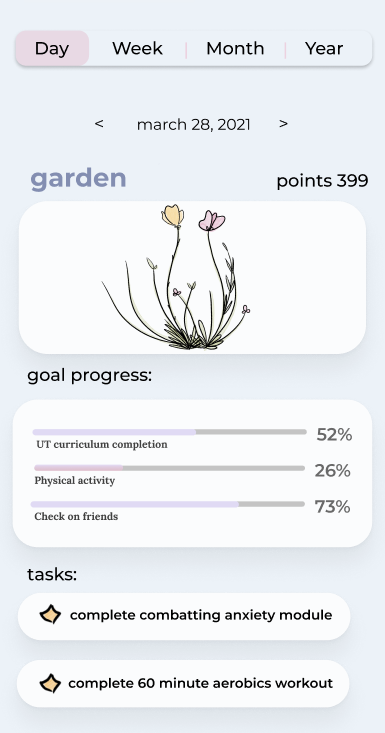 Day Week Month Year
< march 28, 2021 >
garden points 399
goal progress:
52%
UT curriculum completion
26%
Physical activity
73%
Check on friends
tasks:
complete combatting anxiety module
complete 60 minute aerobics workout